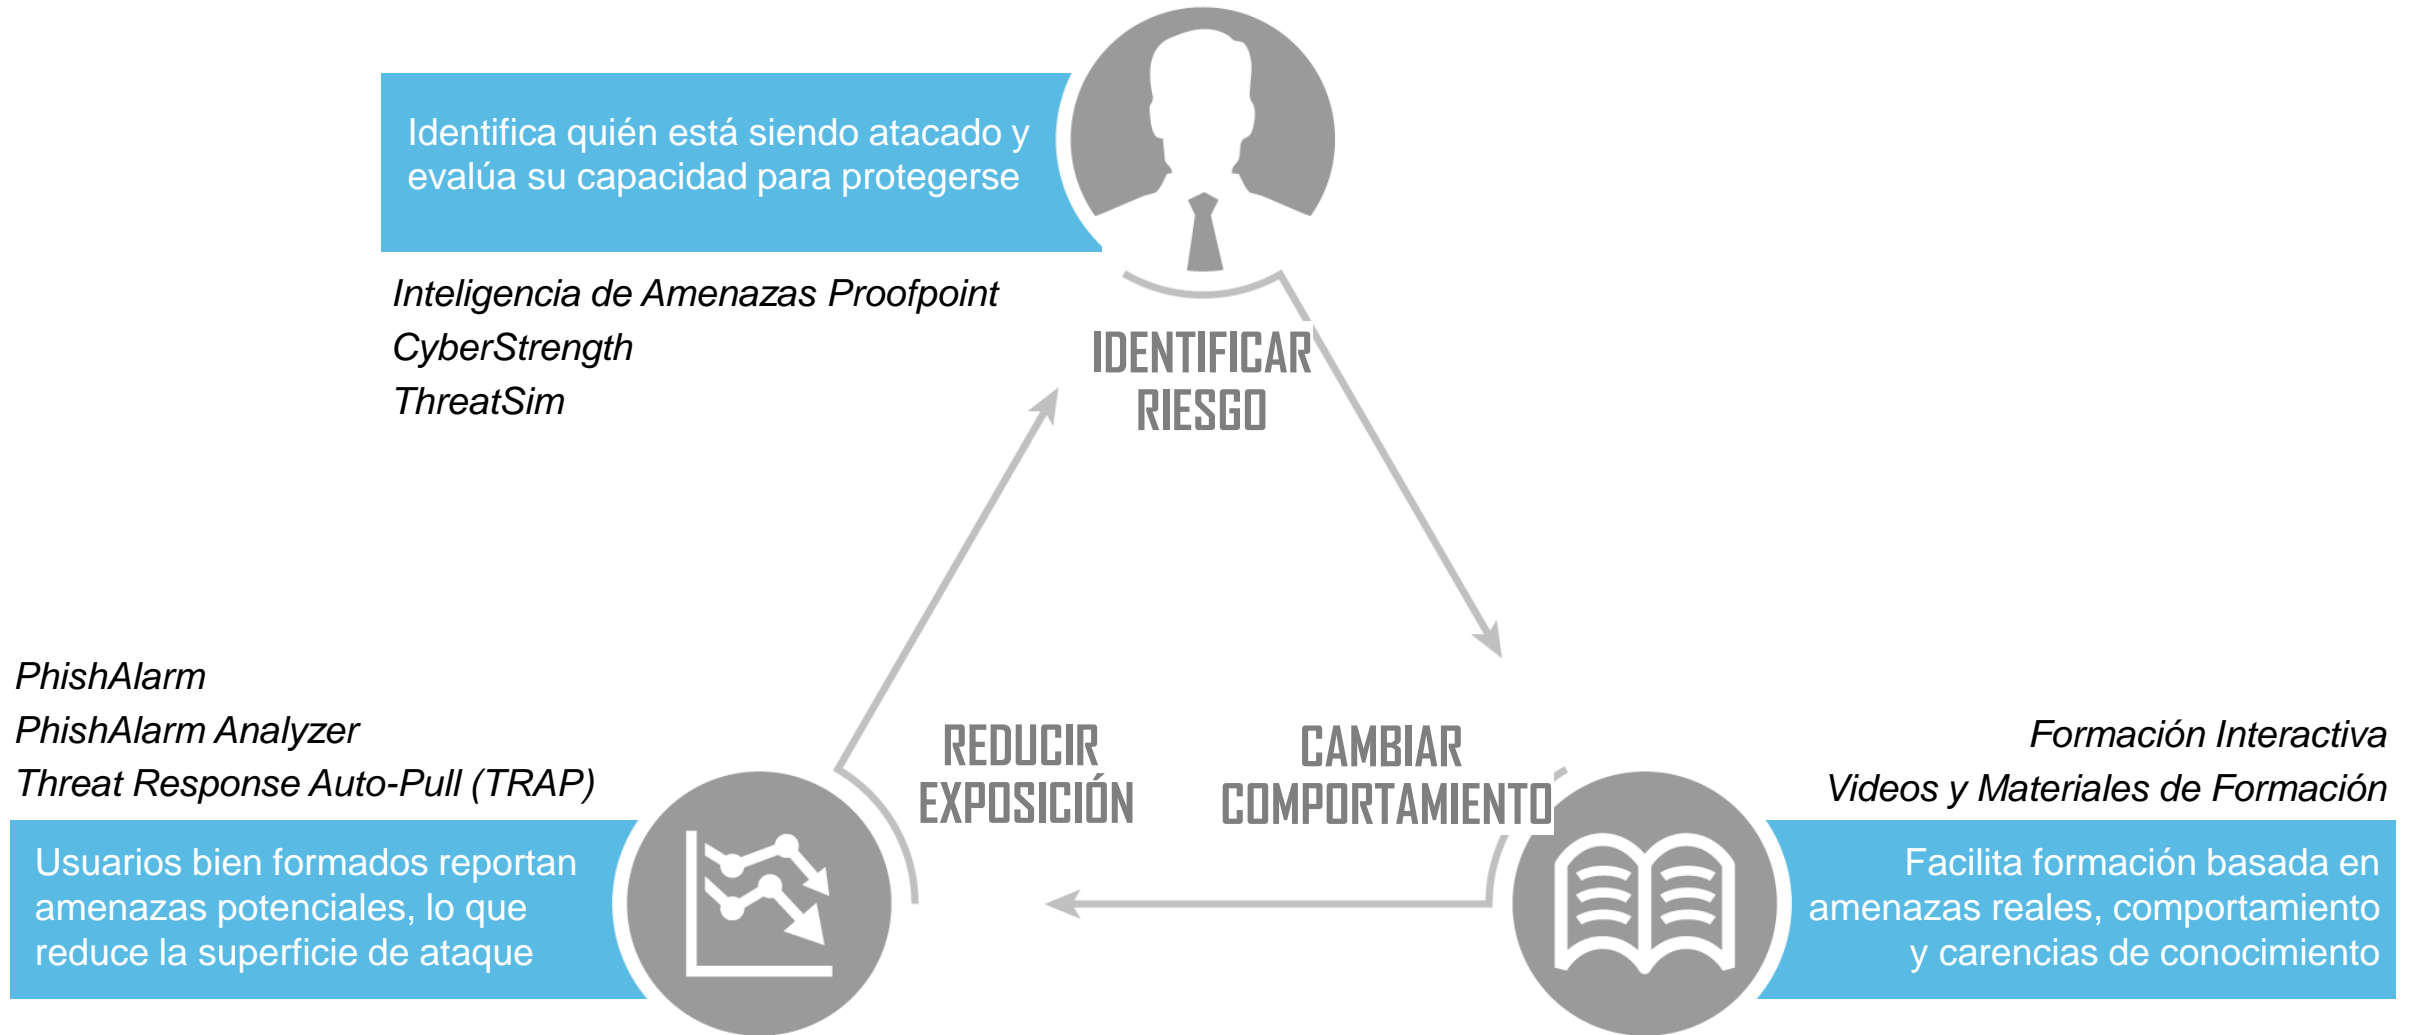 Identifica quién está siendo atacado y
evalúa su capacidad para protegerse
Inteligencia de Amenazas Proofpoint
CyberStrength
ThreatSim
IDENTIFICAR
RIESGO
PhishAlarm
PhishAlarm Analyzer
Threat Response Auto-Pull (TRAP)
Usuarios bien formados reportan
amenazas potenciales, lo que
reduce la superficie de ataque
REDUCIR
EXPOSICIÓN
CAMBIAR
COMPORTAMIENTO
Formación Interactiva
Videos y Materiales de Formación
Facilita formación basada en
amenazas reales, comportamiento
y carencias de conocimiento